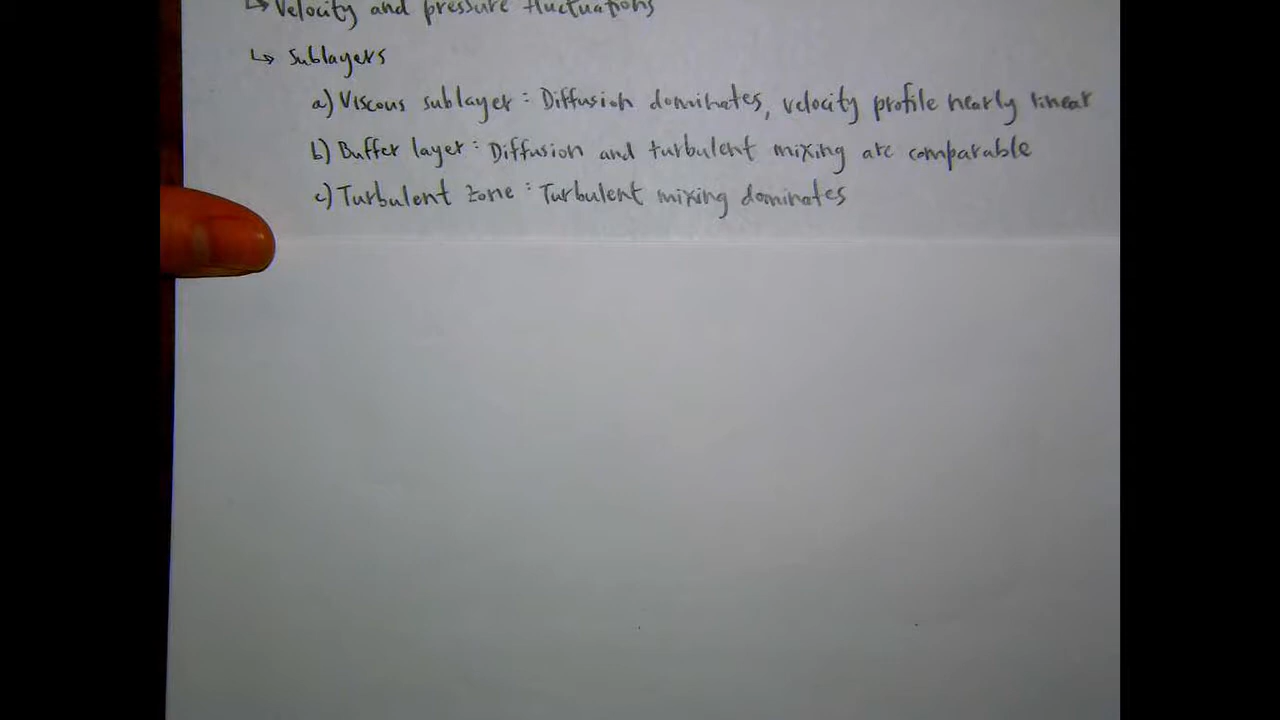 ↳ Velocity and pressure fluctuations
↳ Sublayers
a) Viscous sublayer : Diffusion dominates, velocity profile nearly linear
b) Buffer layer : Diffusion and turbulent mixing are comparable
c) Turbulent zone : Turbulent mixing dominates